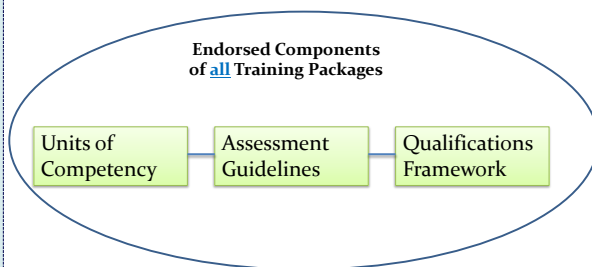 Endorsed Components
of all Training Packages
Units of
Competency
Assessment
Guidelines
Qualifications
Framework